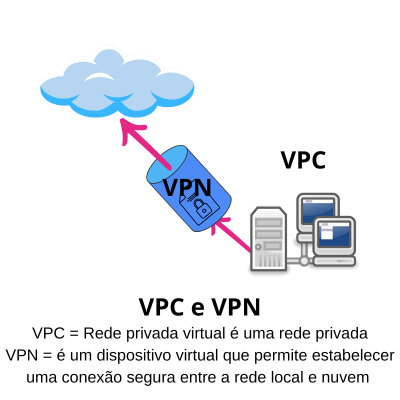 VPC
VPN
VPC e VPN
VPC = Rede privada virtual é uma rede privada
VPN = é um dispositivo virtual que permite estabelecer
uma conexão segura entre a rede local e nuvem